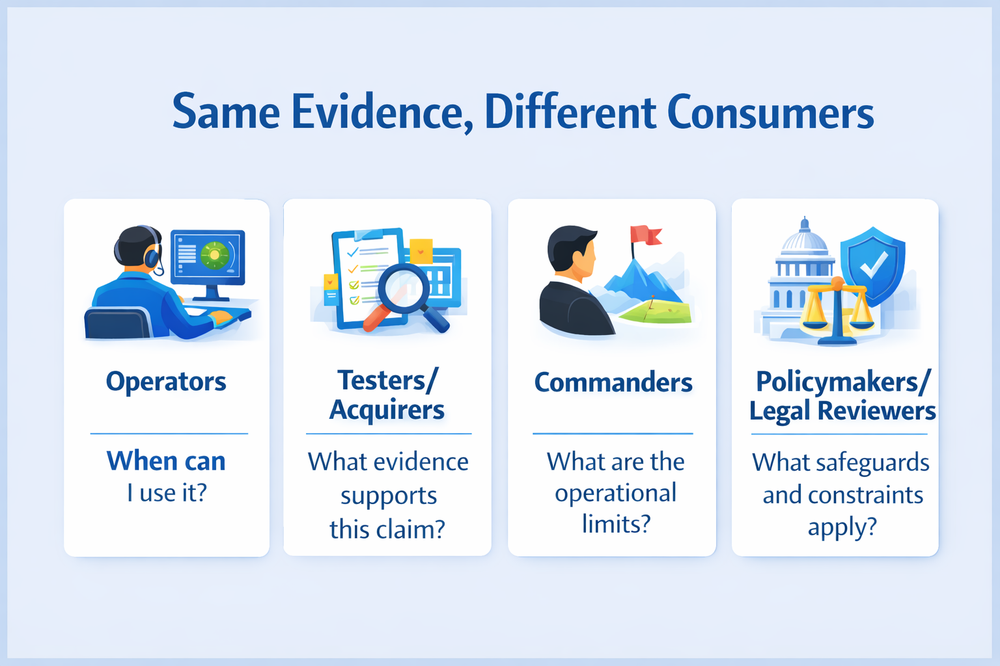 Same Evidence, Different Consumers
Operators
When can
I use it?
Testers/
Acquirers
What evidence
supports
this claim?
Commanders
What are the
operational
limits?
Policymakers/
Legal Reviewers
What safeguards
and constraints
apply?